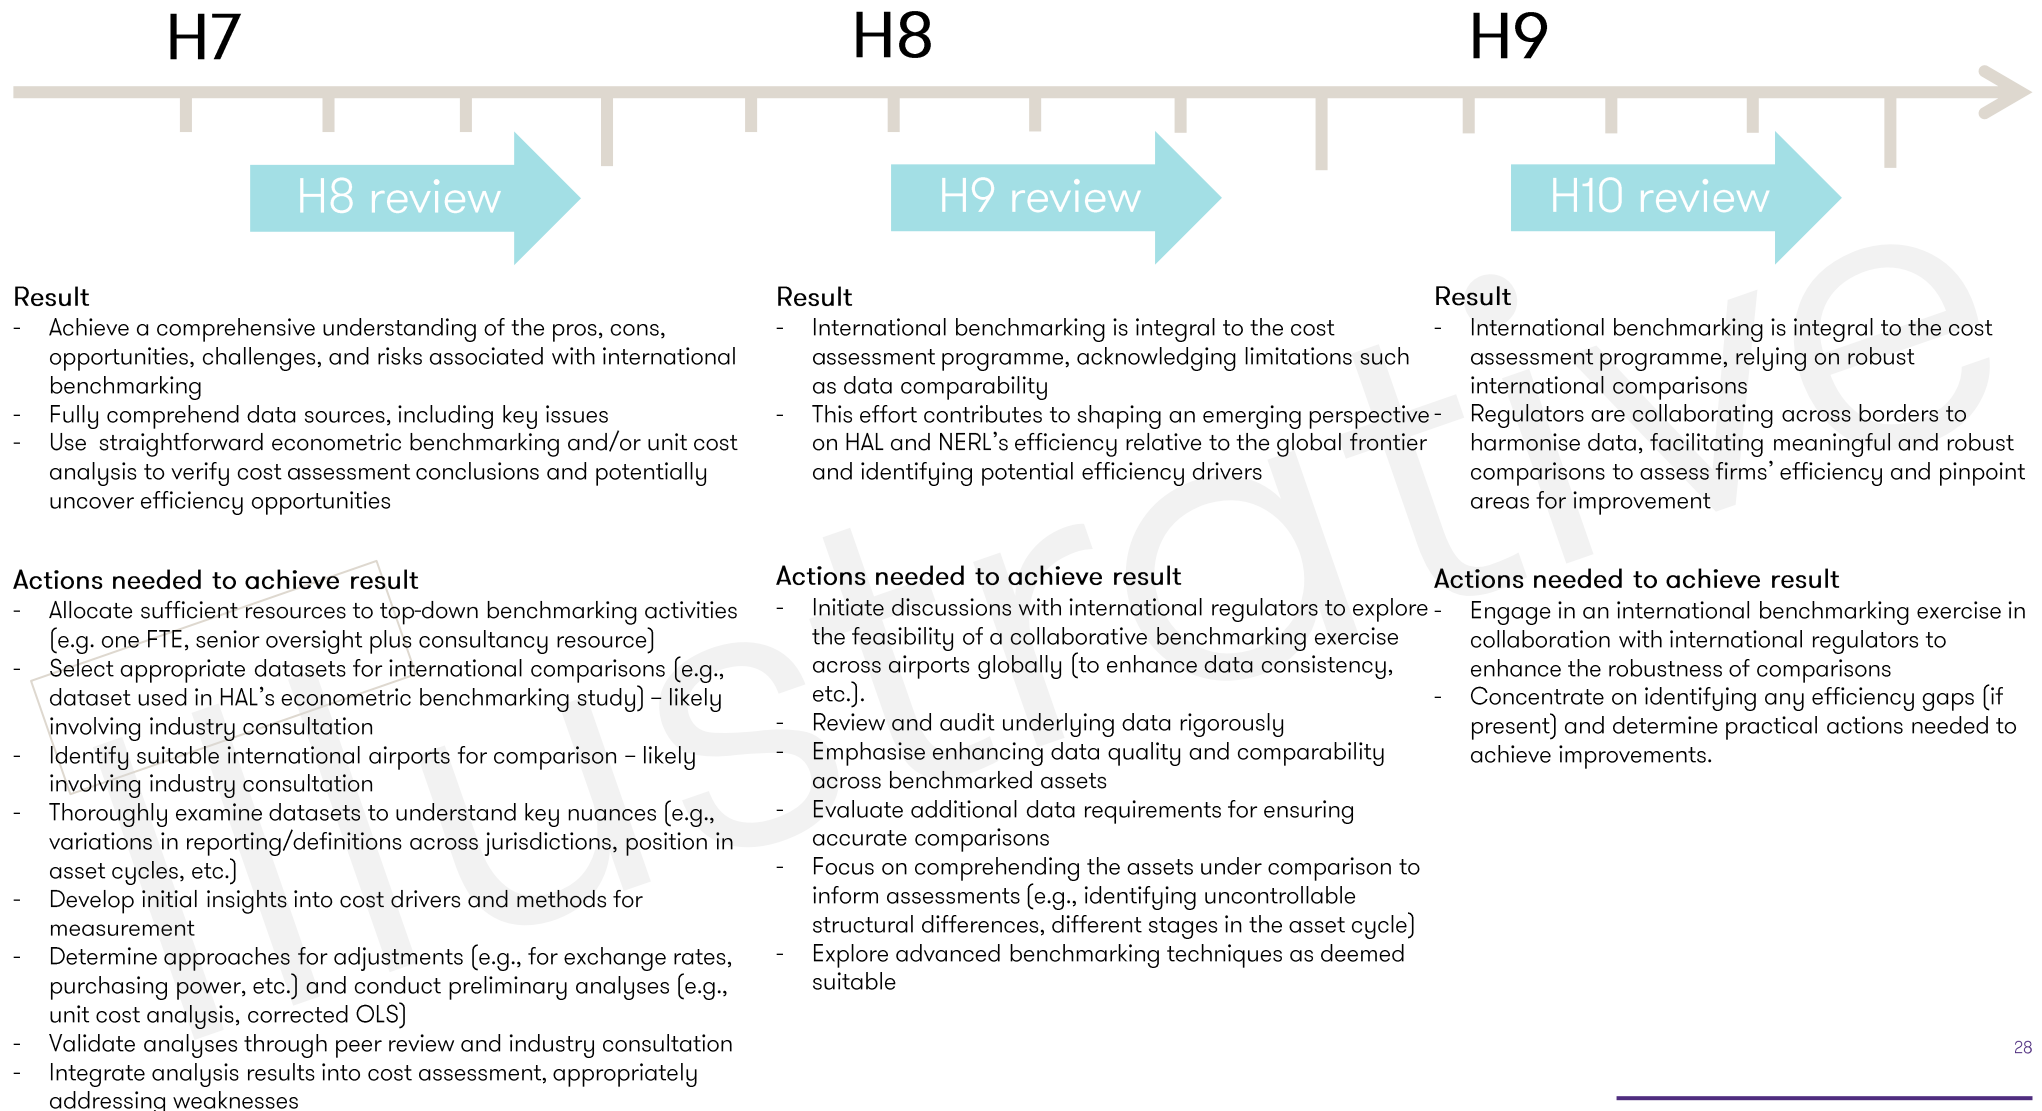 H7
H8
H9
H8 review
H9 review
H10 review
Result
- Achieve a comprehensive understanding of the pros, cons,
opportunities, challenges, and risks associated with international
benchmarking
- Fully comprehend data sources, including key issues
- Use straightforward econometric benchmarking and/or unit cost
analysis to verify cost assessment conclusions and potentially
uncover efficiency opportunities
Actions needed to achieve result
- Allocate sufficient resources to top-down benchmarking activities
(e.g. one FTE, senior oversight plus consultancy resource)
- Select appropriate datasets for international comparisons (e.g.,
dataset used in HAL's econometric benchmarking study) – likely
involving industry consultation
- Identify suitable international airports for comparison – likely
involving industry consultation
- Thoroughly examine datasets to understand key nuances (e.g.,
variations in reporting/definitions across jurisdictions, position in
asset cycles, etc.)
- Develop initial insights into cost drivers and methods for
measurement
- Determine approaches for adjustments (e.g., for exchange rates,
purchasing power, etc.) and conduct preliminary analyses (e.g.,
unit cost analysis, corrected OLS)
- Validate analyses through peer review and industry consultation
- Integrate analysis results into cost assessment, appropriately
addressing weaknesses
Result
- International benchmarking is integral to the cost
assessment programme, acknowledging limitations such
as data comparability
- This effort contributes to shaping an emerging perspective
on HAL and NERL's efficiency relative to the global frontier
and identifying potential efficiency drivers
Actions needed to achieve result
- Initiate discussions with international regulators to explore
the feasibility of a collaborative benchmarking exercise
across airports globally (to enhance data consistency,
etc.).
- Review and audit underlying data rigorously
- Emphasise enhancing data quality and comparability
across benchmarked assets
- Evaluate additional data requirements for ensuring
accurate comparisons
- Focus on comprehending the assets under comparison to
inform assessments (e.g., identifying uncontrollable
structural differences, different stages in the asset cycle)
- Explore advanced benchmarking techniques as deemed
suitable
Result
- International benchmarking is integral to the cost
assessment programme, relying on robust
international comparisons
- Regulators are collaborating across borders to
harmonise data, facilitating meaningful and robust
comparisons to assess firms' efficiency and pinpoint
areas for improvement
Actions needed to achieve result
- Engage in an international benchmarking exercise in
collaboration with international regulators to
enhance the robustness of comparisons
- Concentrate on identifying any efficiency gaps (if
present) and determine practical actions needed to
achieve improvements.
illustrative
28